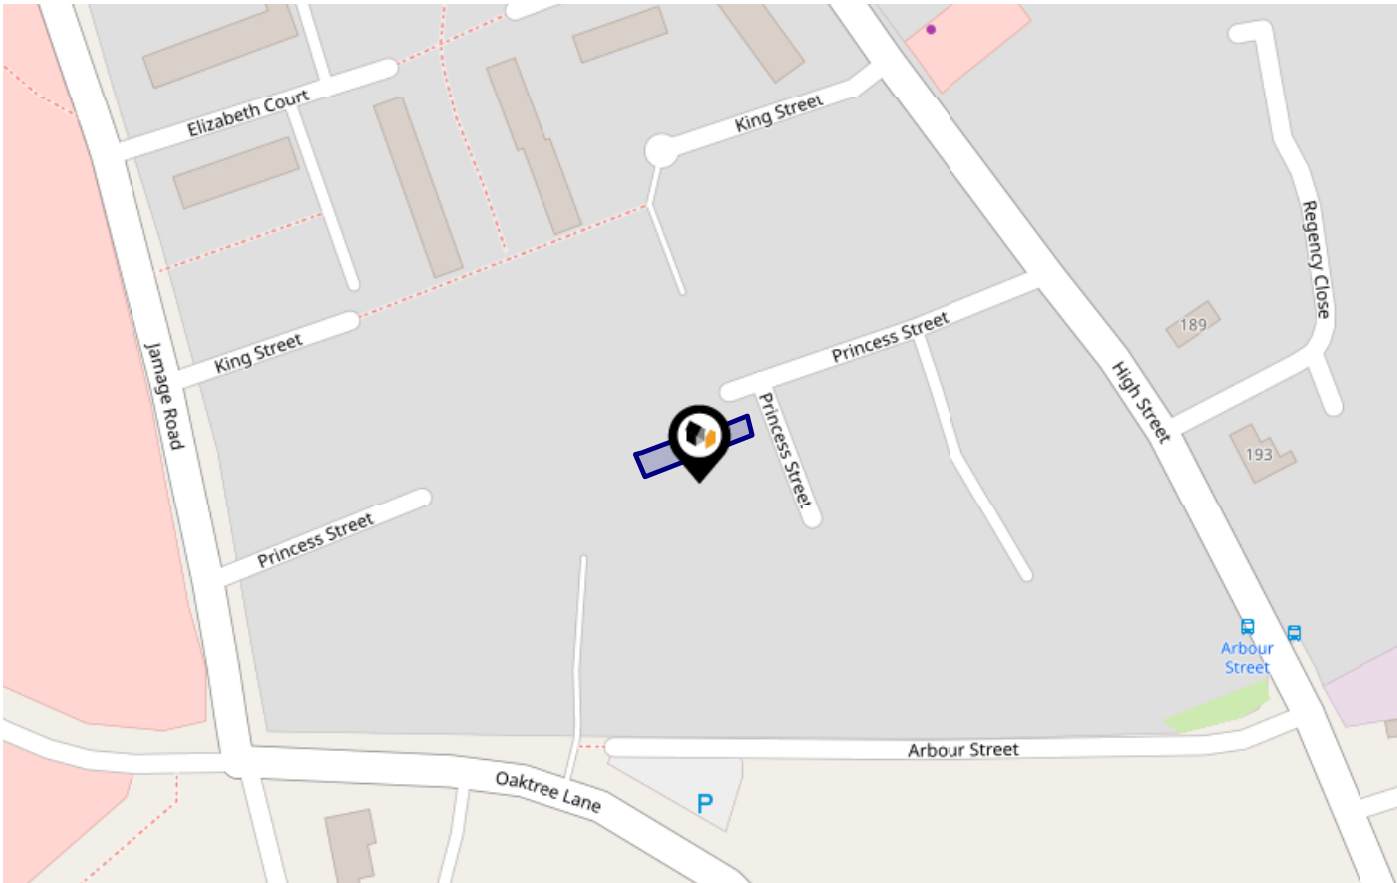 Elizabeth Court
King Street
Regency Close
Princess Street
189
King Street
Jamage Road
High Street
Princess Street
193
Princess Street
Arbour
Street
Arbour Street
Oaktree Lane
P